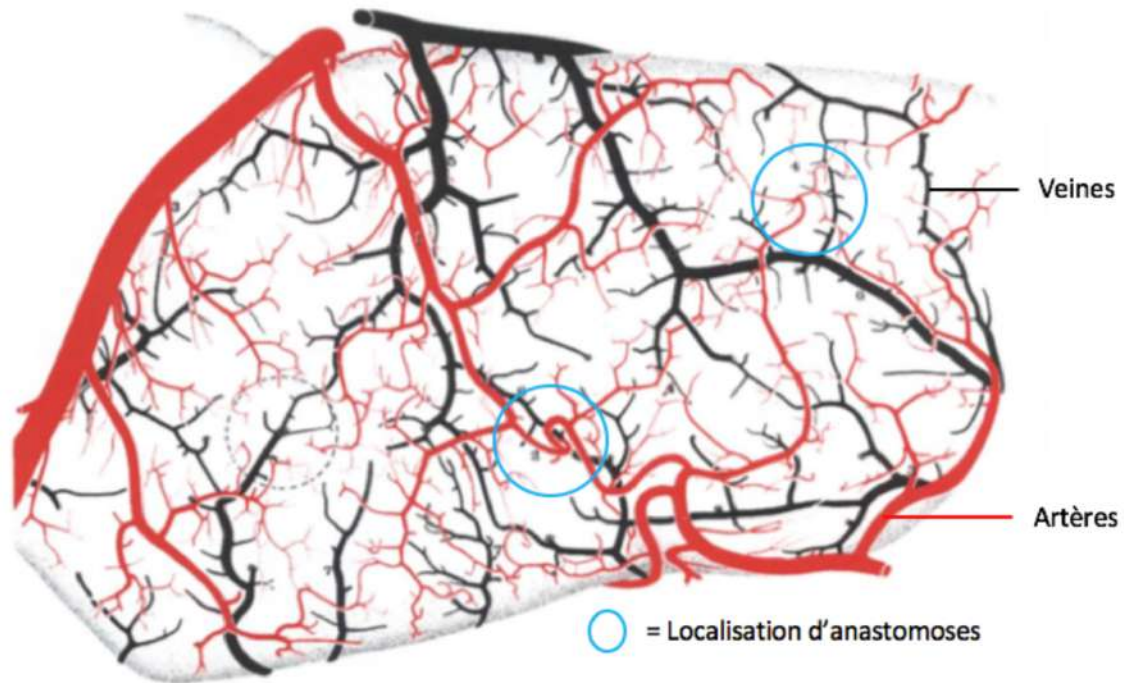 Veines
Artères
= Localisation d'anastomoses